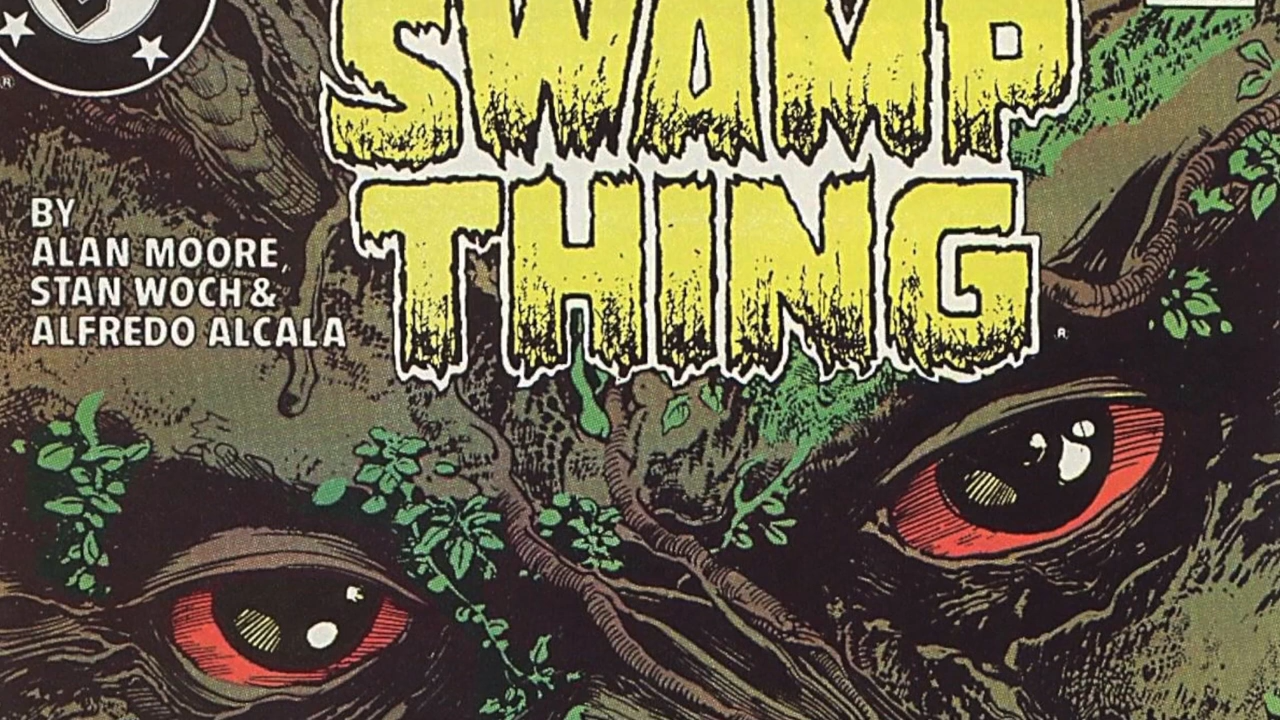 SWAMP
THING
BY
ALAN MOORE,
STAN WOCH &
ALFREDO ALCALA
R